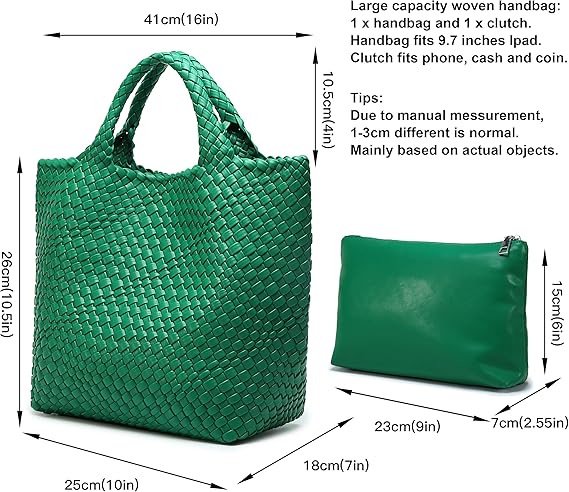 41cm(16in)
Large capacity woven handbag:
1 x handbag and 1 x clutch.
Handbag fits 9.7 inches Ipad.
Clutch fits phone, cash and coin.
Tips:
Due to manual messurement,
1-3cm different is normal.
Mainly based on actual objects.
10.5cm(4in)
26cm(10.5in)
15cm(6in)
23cm(9in)
7cm(2.55in)
18cm(7in)
25cm(10in)